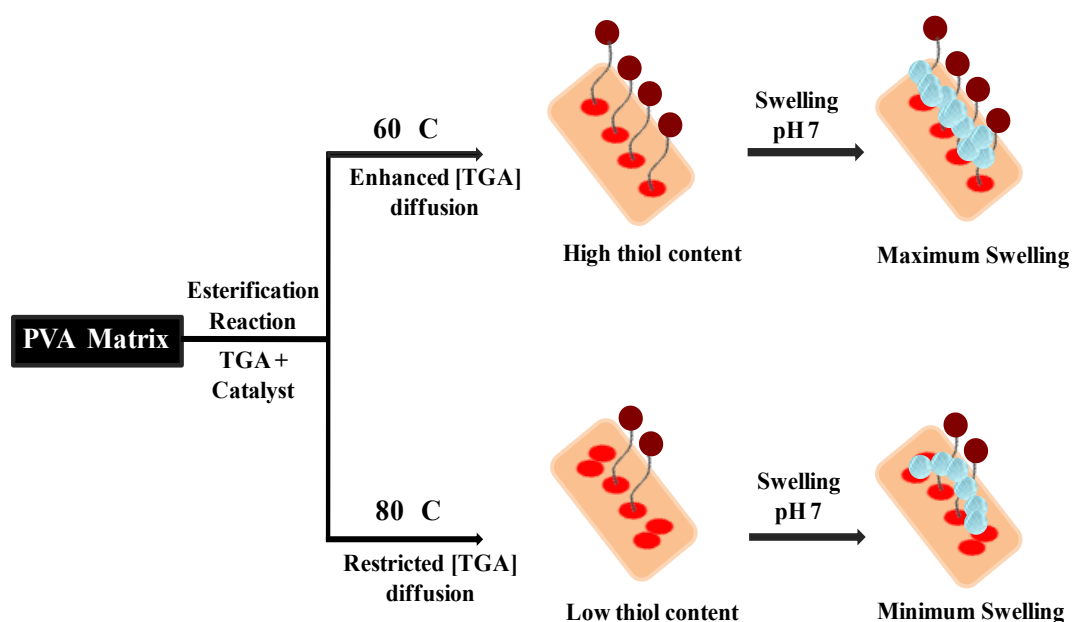 PVA Matrix
Esterification
Reaction
TGA +
Catalyst
60 C
Enhanced [TGA]
diffusion
High thiol content
Swelling
pH 7
Maximum Swelling
80 C
Restricted [TGA]
diffusion
Low thiol content
Swelling
pH 7
Minimum Swelling